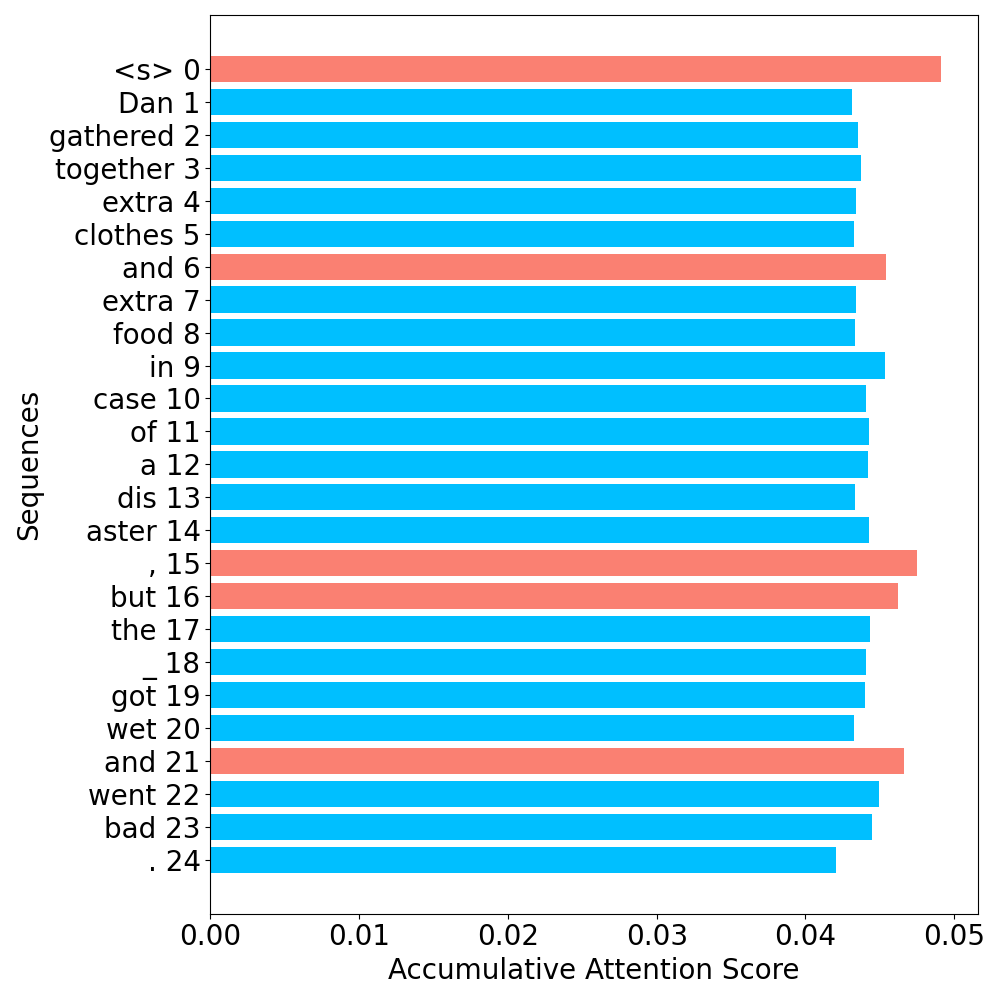 <s> 0
Dan 1
gathered 2
together 3
extra 4
clothes 5
and 6
extra 7
food 8
in 9
case 10
of 11
a 12
dis 13
aster 14
, 15
but 16
the 17
_ 18
got 19
wet 20
and 21
went 22
bad 23
. 24
Sequences
0.00 0.01 0.02 0.03 0.04 0.05
Accumulative Attention Score